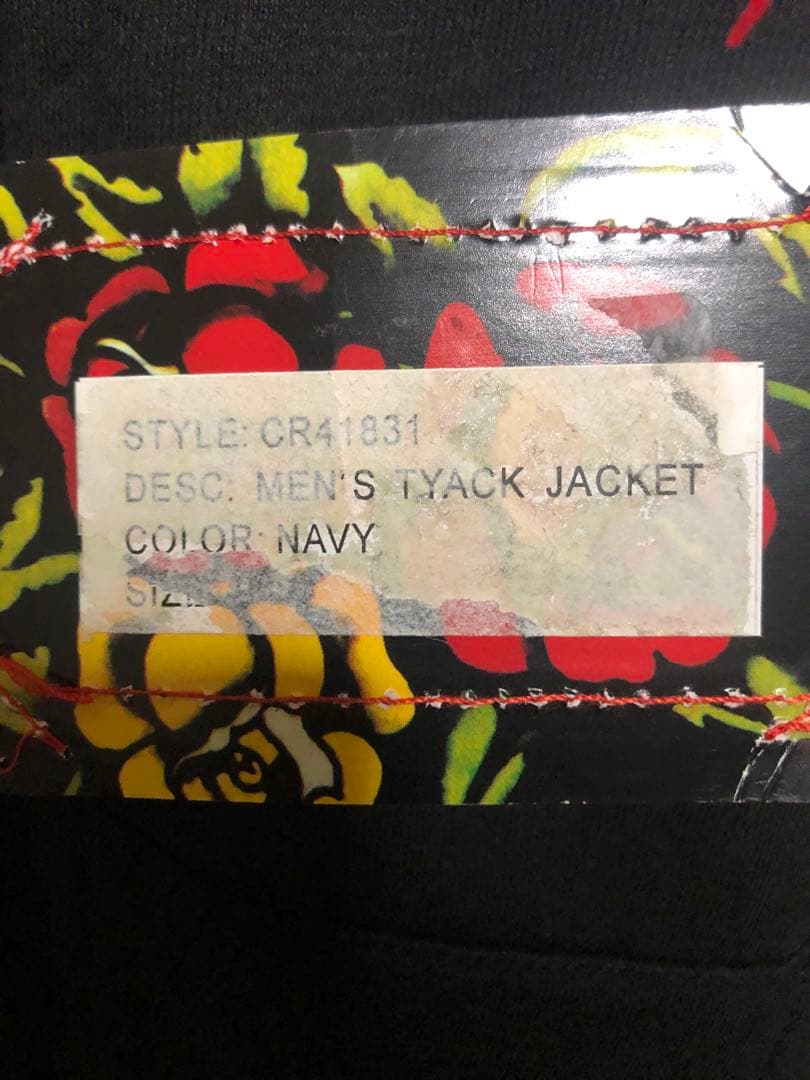 STYLE: CR41831
DESC: MEN'S TYACK JACKET
COLOR: NAVY